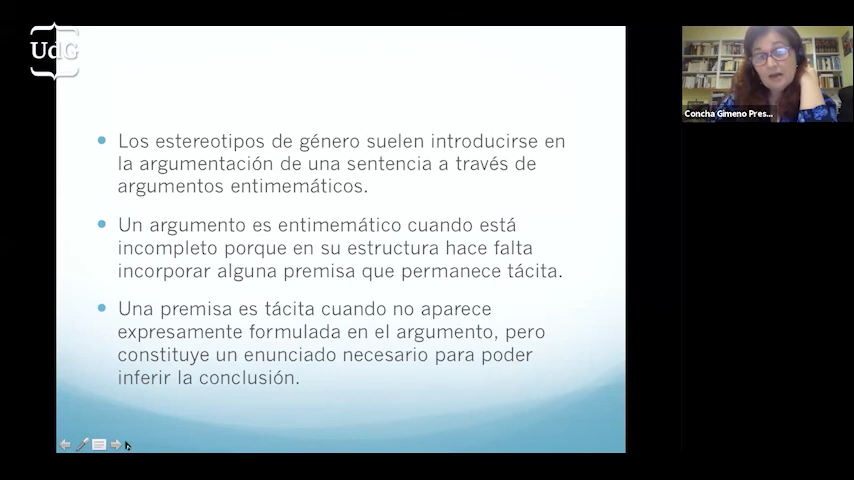 UdG
Los estereotipos de género suelen introducirse en
la argumentación de una sentencia a través de
argumentos entimemáticos.
Un argumento es entimemático cuando está
incompleto porque en su estructura hace falta
incorporar alguna premisa que permanece tácita.
Una premisa es tácita cuando no aparece
expresamente formulada en el argumento, pero
constituye un enunciado necesario para poder
inferir la conclusión.
Concha Gimeno Pres...